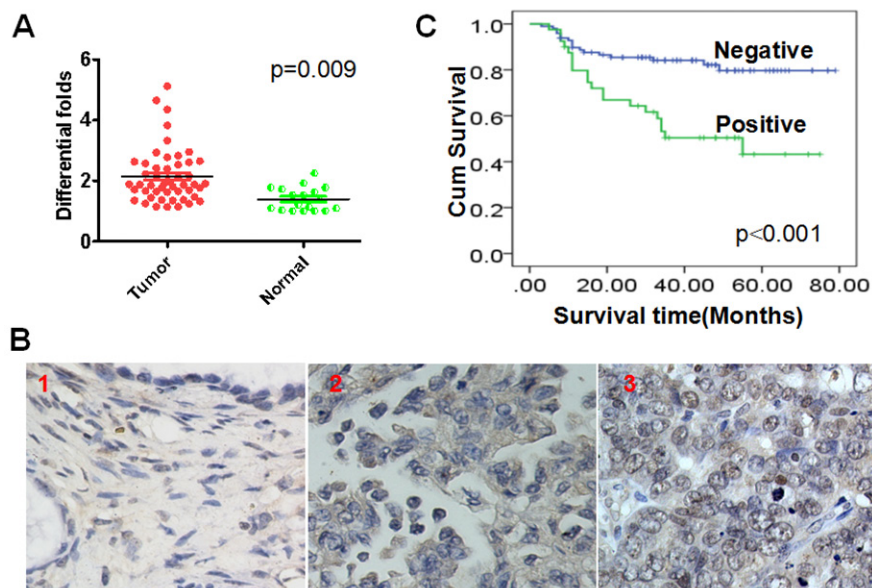 A
Differential folds
6
4
2
0
p=0.009
Tumor
Normal
C
Cum Survival
1.0
0.8
0.6
0.4
0.2
0.0
Negative
Positive
p<0.001
.00 20.00 40.00 60.00 80.00
Survival time(Months)
B
1
2
3